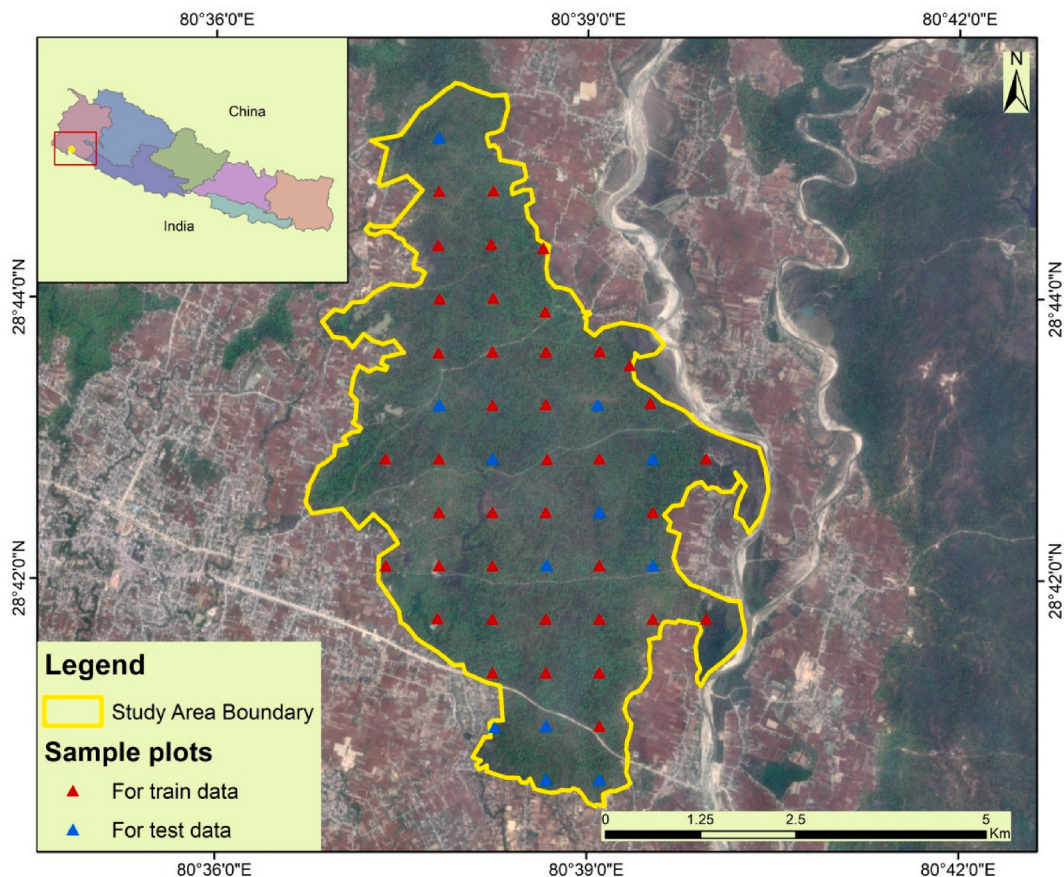 80°36'0"E
80°39'0"E
80°42'0"E
N
China
India
28°44'0"N
28°44'0"N
28°42'0"N
28°42'0"N
Legend
Study Area Boundary
Sample plots
For train data
For test data
0 1.25 2.5 5
Km
80°36'0"E
80°39'0"E
80°42'0"E